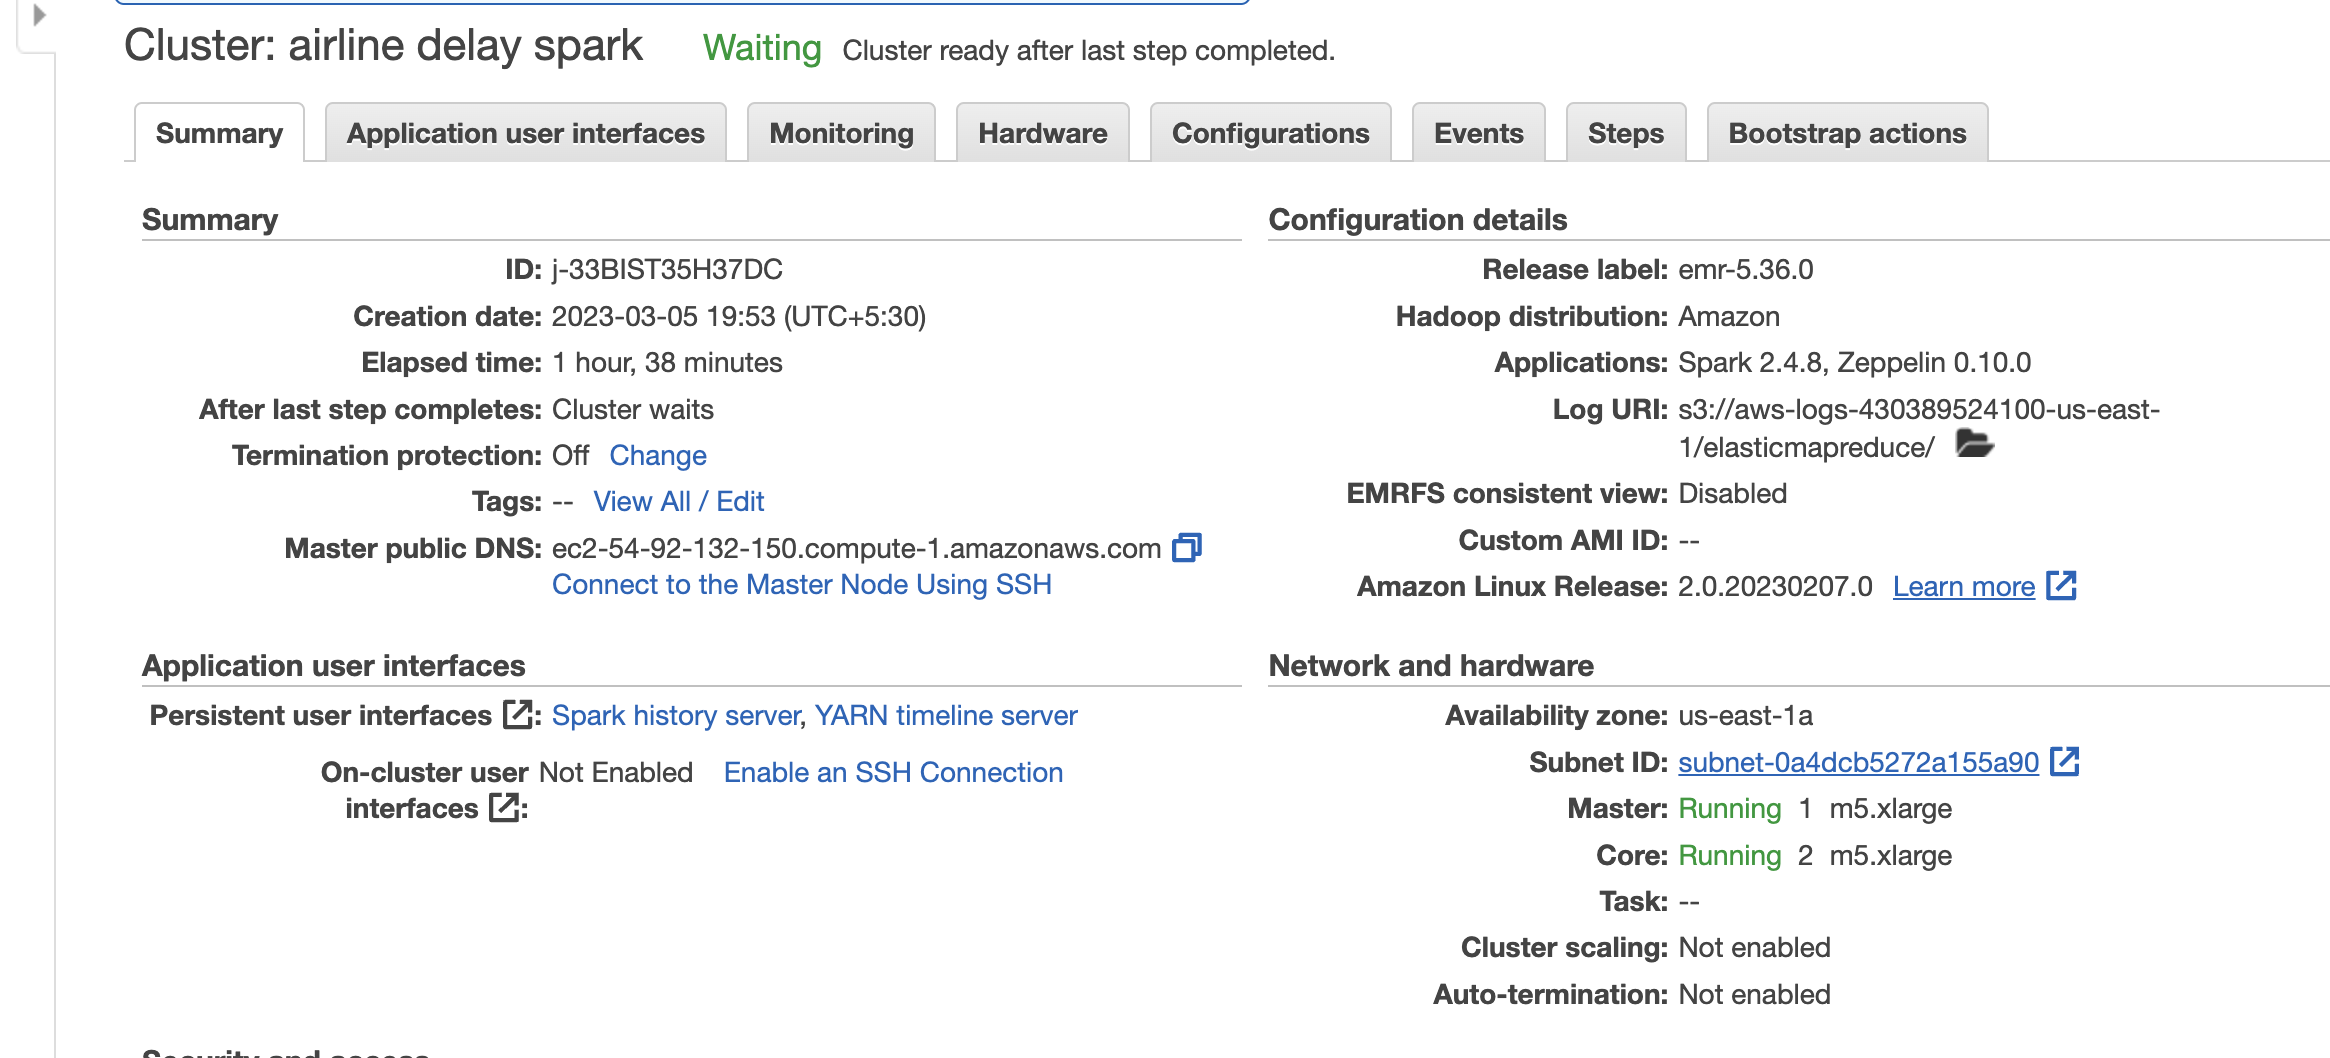 Cluster: airline delay spark Waiting Cluster ready after last step completed.
Summary Application user interfaces Monitoring Hardware Configurations Events Steps Bootstrap actions
Summary
ID: j-33BIST35H37DC
Creation date: 2023-03-05 19:53 (UTC+5:30)
Elapsed time: 1 hour, 38 minutes
After last step completes: Cluster waits
Termination protection: Off Change
Tags: -- View All / Edit
Master public DNS: ec2-54-92-132-150.compute-1.amazonaws.com
Connect to the Master Node Using SSH
Configuration details
Release label: emr-5.36.0
Hadoop distribution: Amazon
Applications: Spark 2.4.8, Zeppelin 0.10.0
Log URI: s3://aws-logs-430389524100-us-east-
1/elasticmapreduce/
EMRFS consistent view: Disabled
Custom AMI ID: --
Amazon Linux Release: 2.0.20230207.0 Learn more
Application user interfaces
Persistent user interfaces : Spark history server, YARN timeline server
On-cluster user Not Enabled Enable an SSH Connection
interfaces :
Network and hardware
Availability zone: us-east-1a
Subnet ID: subnet-0a4dcb5272a155a90
Master: Running 1 m5.xlarge
Core: Running 2 m5.xlarge
Task: --
Cluster scaling: Not enabled
Auto-termination: Not enabled
Security and access